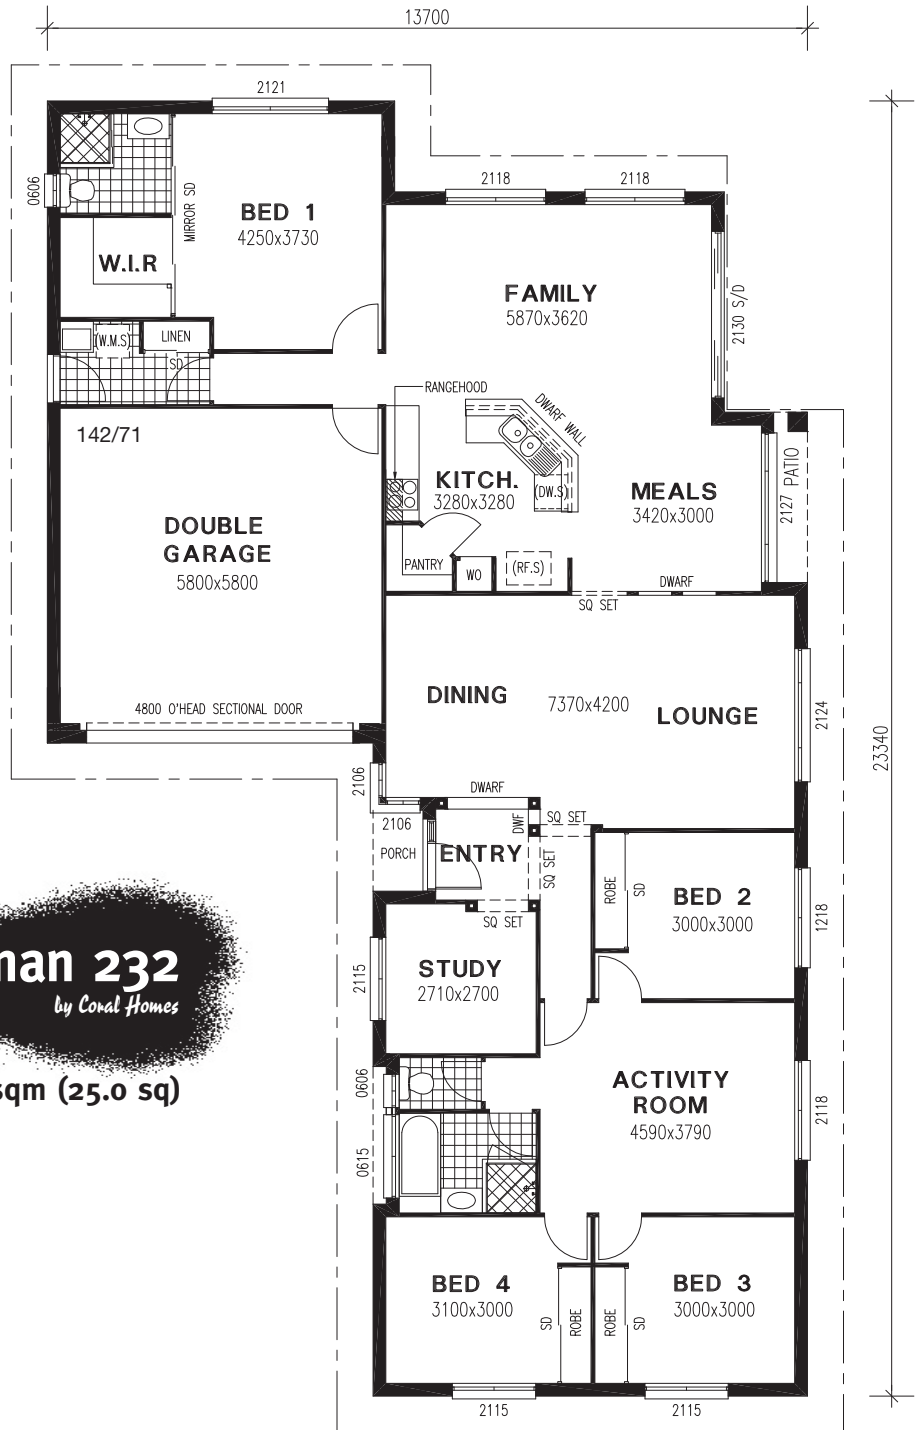 13700
2121
2118
2118
0606
MIRROR SD
BED 1
4250x3730
W.I.R
FAMILY
5870x3620
2130 S/D
(W.M.S)
LINEN
SD
RANGEHOOD
DWARF WALL
142/71
KITCH.
3280x3280
(DW.S)
MEALS
3420x3000
2127 PATIO
DOUBLE
GARAGE
5800x5800
PANTRY
WO
(RF.S)
DWARF
SQ SET
DINING
7370x4200
LOUNGE
4800 O'HEAD SECTIONAL DOOR
2124
23340
2106
2106
DWARF
DWF
SQ SET
PORCH
ENTRY
SQ SET
ROBE
SD
BED 2
3000x3000
1218
SQ SET
STUDY
2710x2700
2115
nan 232
by Coral Homes
sqm (25.0 sq)
0606
ACTIVITY
ROOM
4590x3790
2118
0615
BED 4
3100x3000
SD
ROBE
ROBE
SD
BED 3
3000x3000
2115
2115